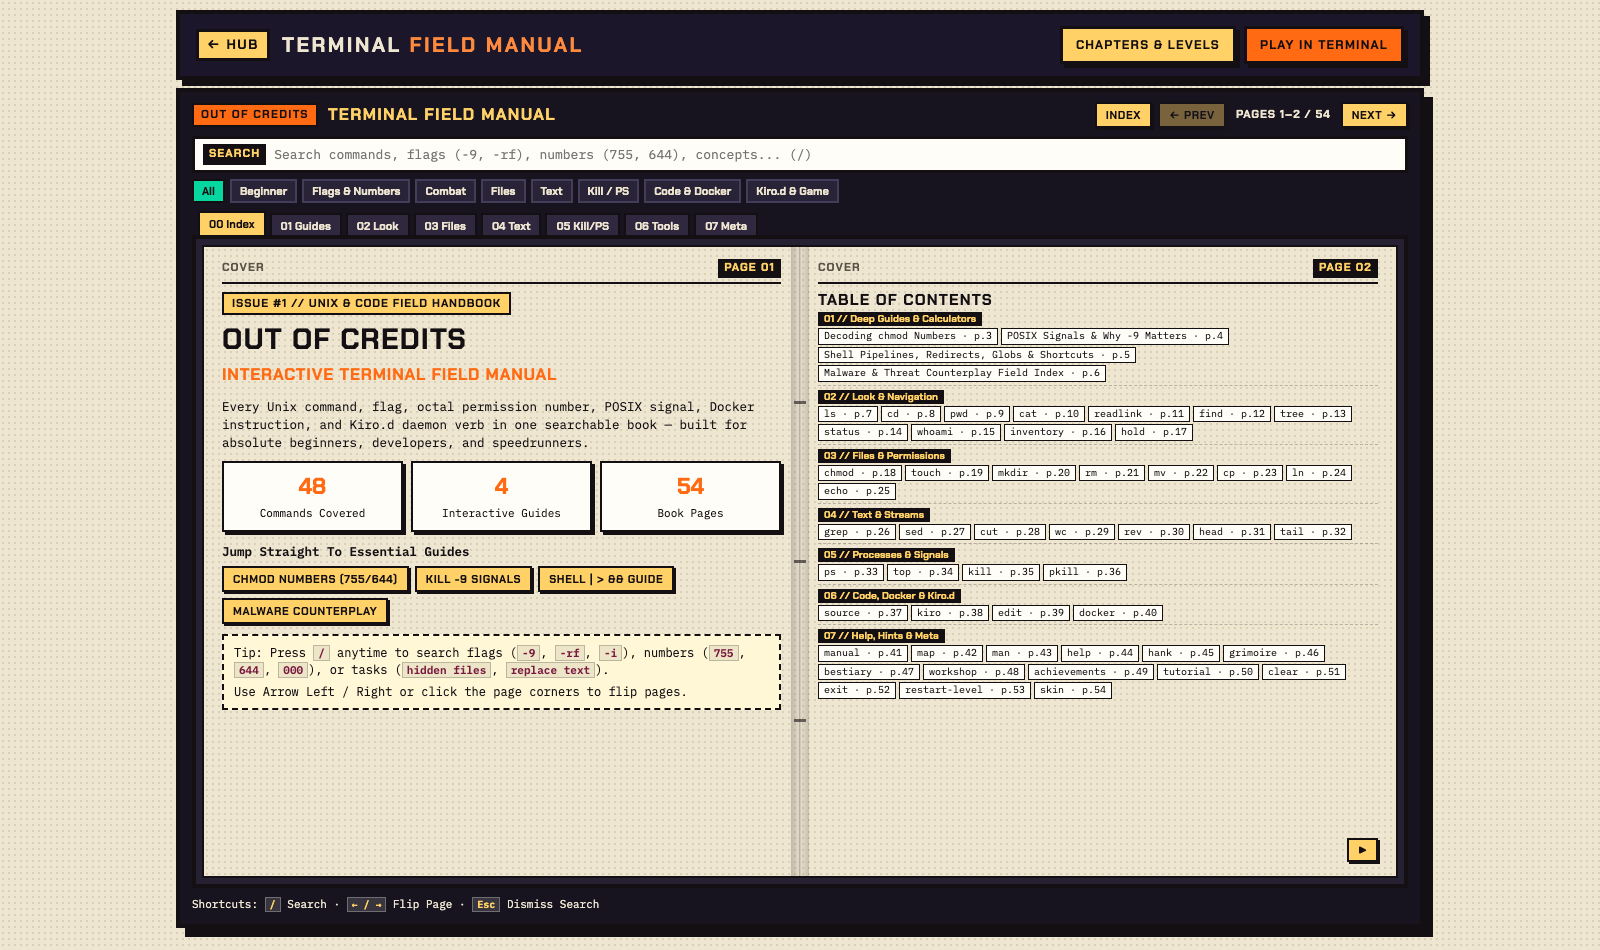 ← HUB TERMINAL FIELD MANUAL CHAPTERS & LEVELS PLAY IN TERMINAL
OUT OF CREDITS TERMINAL FIELD MANUAL INDEX ← PREV PAGES 1–2 / 54 NEXT →
SEARCH Search commands, flags (-9, -rf), numbers (755, 644), concepts... (/)
All Beginner Flags & Numbers Combat Files Text Kill / PS Code & Docker Kiro.d & Game
00 Index 01 Guides 02 Look 03 Files 04 Text 05 Kill/PS 06 Tools 07 Meta
COVER PAGE 01
ISSUE #1 // UNIX & CODE FIELD HANDBOOK
OUT OF CREDITS
INTERACTIVE TERMINAL FIELD MANUAL
Every Unix command, flag, octal permission number, POSIX signal, Docker
instruction, and Kiro.d daemon verb in one searchable book — built for
absolute beginners, developers, and speedrunners.
48 4 54
Commands Covered Interactive Guides Book Pages
Jump Straight To Essential Guides
CHMOD NUMBERS (755/644) KILL -9 SIGNALS SHELL | > && GUIDE
MALWARE COUNTERPLAY
Tip: Press / anytime to search flags (-9, -rf, -i), numbers (755,
644, 000), or tasks (hidden files, replace text).
Use Arrow Left / Right or click the page corners to flip pages.
COVER PAGE 02
TABLE OF CONTENTS
01 // Deep Guides & Calculators
Decoding chmod Numbers · p.3 POSIX Signals & Why -9 Matters · p.4
Shell Pipelines, Redirects, Globs & Shortcuts · p.5
Malware & Threat Counterplay Field Index · p.6
02 // Look & Navigation
ls · p.7 cd · p.8 pwd · p.9 cat · p.10 readlink · p.11 find · p.12 tree · p.13
status · p.14 whoami · p.15 inventory · p.16 hold · p.17
03 // Files & Permissions
chmod · p.18 touch · p.19 mkdir · p.20 rm · p.21 mv · p.22 cp · p.23 ln · p.24
echo · p.25
04 // Text & Streams
grep · p.26 sed · p.27 cut · p.28 wc · p.29 rev · p.30 head · p.31 tail · p.32
05 // Processes & Signals
ps · p.33 top · p.34 kill · p.35 pkill · p.36
06 // Code, Docker & Kiro.d
source · p.37 kiro · p.38 edit · p.39 docker · p.40
07 // Help, Hints & Meta
manual · p.41 map · p.42 man · p.43 help · p.44 hank · p.45 grimoire · p.46
bestiary · p.47 workshop · p.48 achievements · p.49 tutorial · p.50 clear · p.51
exit · p.52 restart-level · p.53 skin · p.54
▶
Shortcuts: / Search · ← / → Flip Page · Esc Dismiss Search